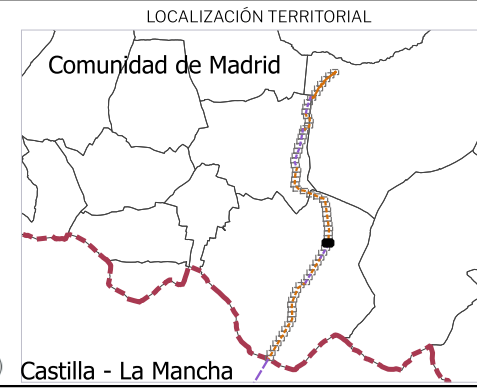 LOCALIZACIÓN TERRITORIAL
Comunidad de Madrid
Castilla - La Mancha